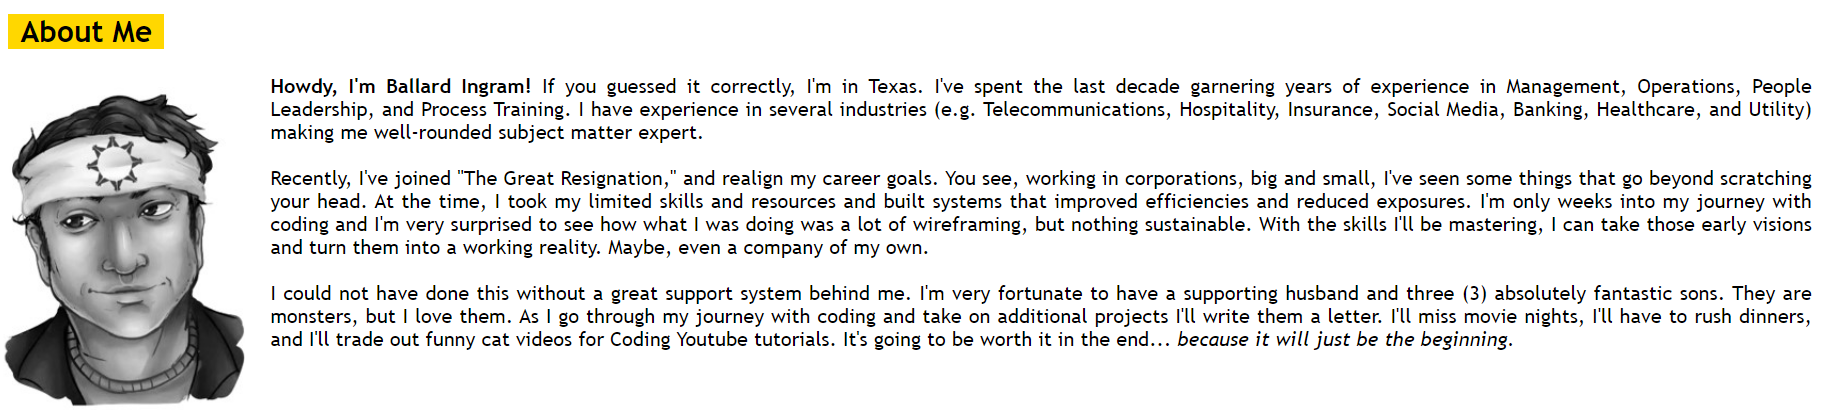 About Me
Howdy, I'm Ballard Ingram! If you guessed it correctly, I'm in Texas. I've spent the last decade garnering years of experience in Management, Operations, People
Leadership, and Process Training. I have experience in several industries (e.g. Telecommunications, Hospitality, Insurance, Social Media, Banking, Healthcare, and Utility)
making me well-rounded subject matter expert.
Recently, I've joined "The Great Resignation," and realign my career goals. You see, working in corporations, big and small, I've seen some things that go beyond scratching
your head. At the time, I took my limited skills and resources and built systems that improved efficiencies and reduced exposures. I'm only weeks into my journey with
coding and I'm very surprised to see how what I was doing was a lot of wireframing, but nothing sustainable. With the skills I'll be mastering, I can take those early visions
and turn them into a working reality. Maybe, even a company of my own.
I could not have done this without a great support system behind me. I'm very fortunate to have a supporting husband and three (3) absolutely fantastic sons. They are
monsters, but I love them. As I go through my journey with coding and take on additional projects I'll write them a letter. I'll miss movie nights, I'll have to rush dinners,
and I'll trade out funny cat videos for Coding Youtube tutorials. It's going to be worth it in the end... because it will just be the beginning.